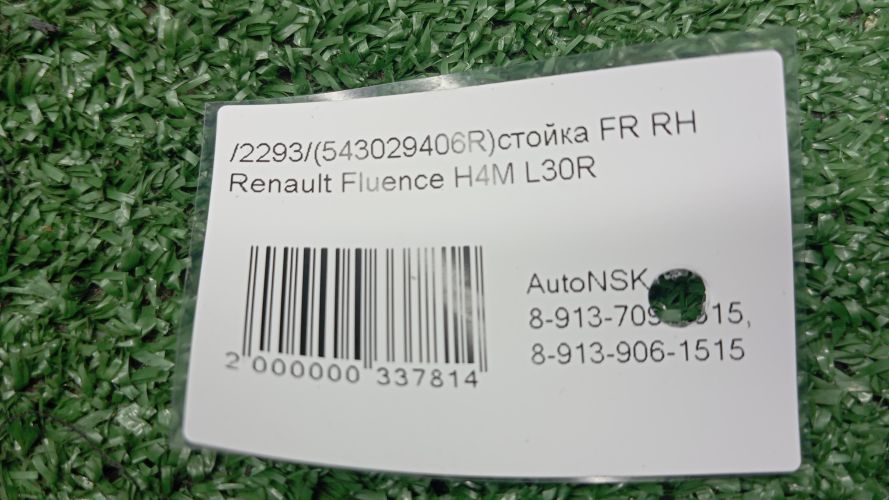 /2293/(543029406R)стойка FR RH
Renault Fluence H4M L30R
AutoNSK
8-913-906-1515
2 000000 337814